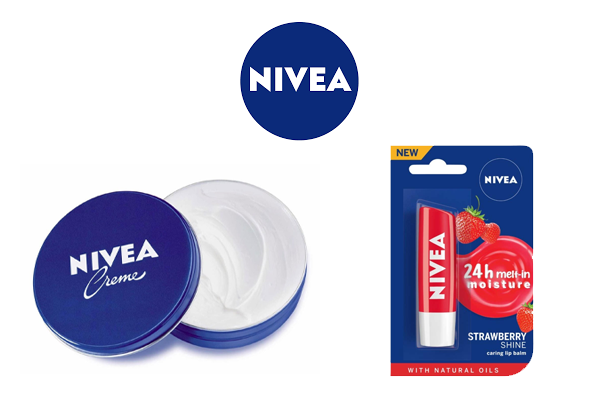 NIVEA
NIVEA
Creme
NEW
NIVEA
NIVEA
24h melt-in
moisture
STRAWBERRY
SHINE
caring lip balm
WITH NATURAL OILS